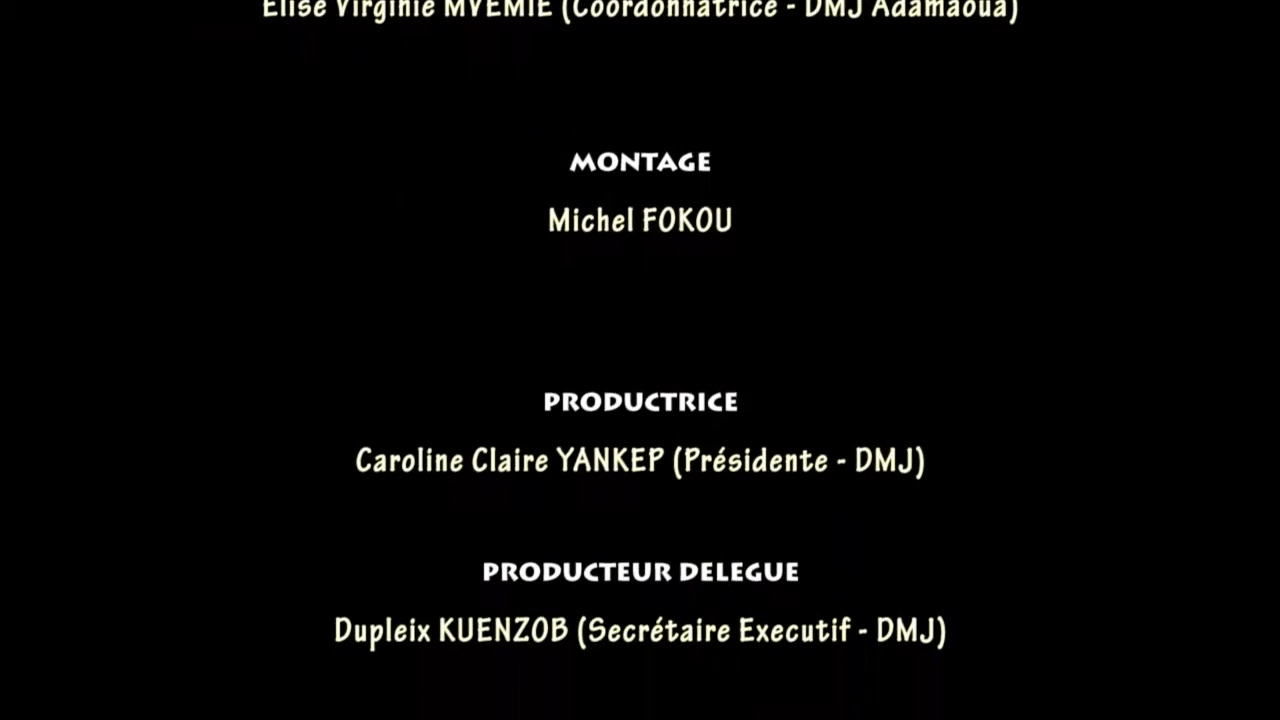 Elise Virginie MVEMIE (Coordonnatrice - DMJ Adamaoua)
MONTAGE
Michel FOKOU
PRODUCTRICE
Caroline Claire YANKEP (Présidente - DMJ)
PRODUCTEUR DELEGUE
Dupleix KUENZOB (Secrétaire Executif - DMJ)